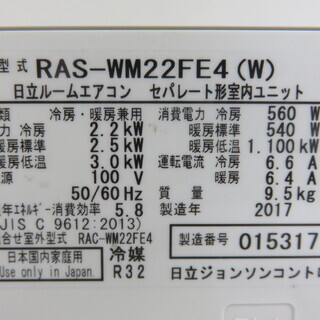 型式 RAS-WM22FE4(W)
日立ルームエアコン セパレート形室内ユニット
類 冷房・暖房兼用
力 冷房 2.2kW
暖房標準 2.5kW
暖房低温 3.0kW
源 100 V
50/60Hz
年エネルギー消費効率 5.8
JIS C 9612:2013)
合せ室外型式 RAC-WM22FE4
日本国内家庭用
Use only in Japan.
冷媒
R32
消費電力 冷房 560 W
暖房標準 540 W
暖房低温 1.100kW
運転電流 冷房 6.6 A
暖房 6.4 A
質量 9.5kg
製造年 2017
製造番号 015317
日立ジョンソンコントロ